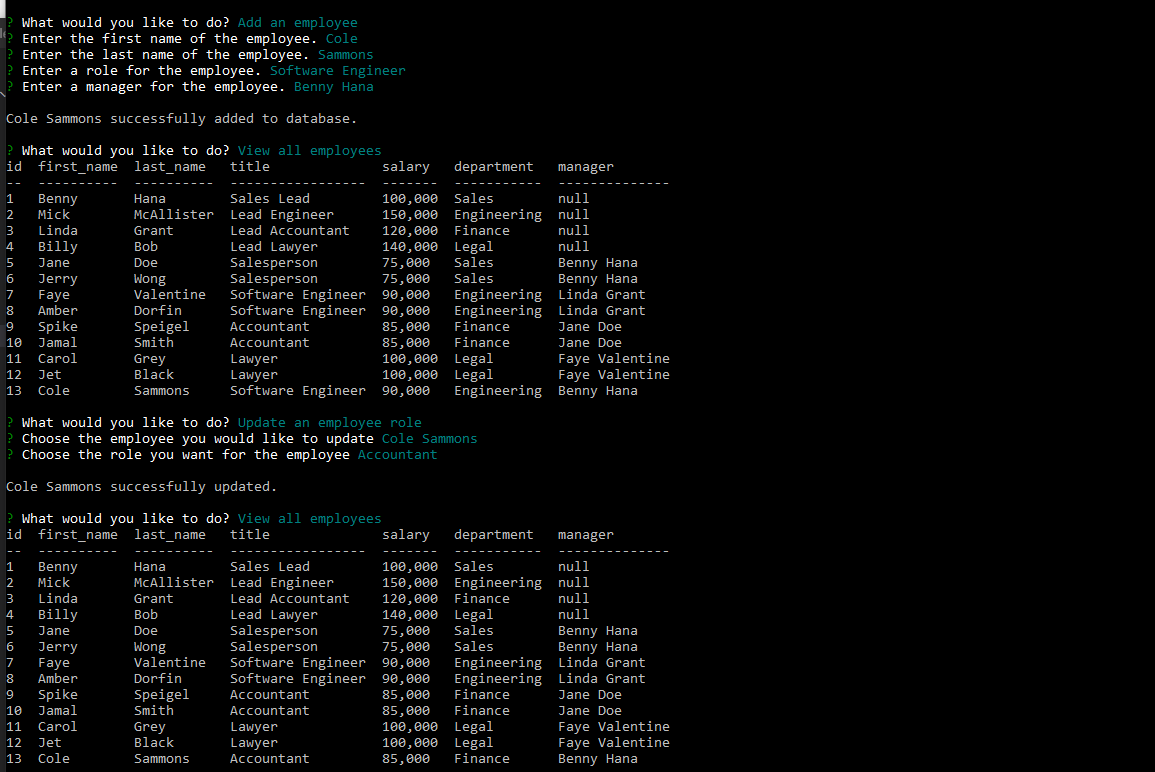 ? What would you like to do? Add an employee
? Enter the first name of the employee. Cole
? Enter the last name of the employee. Sammons
? Enter a role for the employee. Software Engineer
? Enter a manager for the employee. Benny Hana
Cole Sammons successfully added to database.
? What would you like to do? View all employees
id  first_name  last_name   title              salary   department   manager
--  ----------  ----------  -----------------  -------  -----------  --------------
1   Benny       Hana        Sales Lead         100,000  Sales        null
2   Mick        McAllister  Lead Engineer      150,000  Engineering  null
3   Linda       Grant       Lead Accountant    120,000  Finance      null
4   Billy       Bob         Lead Lawyer        140,000  Legal        null
5   Jane        Doe         Salesperson        75,000   Sales        Benny Hana
6   Jerry       Wong        Salesperson        75,000   Sales        Benny Hana
7   Faye        Valentine   Software Engineer  90,000   Engineering  Linda Grant
8   Amber       Dorfin      Software Engineer  90,000   Engineering  Linda Grant
9   Spike       Speigel     Accountant         85,000   Finance      Jane Doe
10  Jamal       Smith       Accountant         85,000   Finance      Jane Doe
11  Carol       Grey        Lawyer             100,000  Legal        Faye Valentine
12  Jet         Black       Lawyer             100,000  Legal        Faye Valentine
13  Cole        Sammons     Software Engineer  90,000   Engineering  Benny Hana
? What would you like to do? Update an employee role
? Choose the employee you would like to update Cole Sammons
? Choose the role you want for the employee Accountant
Cole Sammons successfully updated.
? What would you like to do? View all employees
id  first_name  last_name   title              salary   department   manager
--  ----------  ----------  -----------------  -------  -----------  --------------
1   Benny       Hana        Sales Lead         100,000  Sales        null
2   Mick        McAllister  Lead Engineer      150,000  Engineering  null
3   Linda       Grant       Lead Accountant    120,000  Finance      null
4   Billy       Bob         Lead Lawyer        140,000  Legal        null
5   Jane        Doe         Salesperson        75,000   Sales        Benny Hana
6   Jerry       Wong        Salesperson        75,000   Sales        Benny Hana
7   Faye        Valentine   Software Engineer  90,000   Engineering  Linda Grant
8   Amber       Dorfin      Software Engineer  90,000   Engineering  Linda Grant
9   Spike       Speigel     Accountant         85,000   Finance      Jane Doe
10  Jamal       Smith       Accountant         85,000   Finance      Jane Doe
11  Carol       Grey        Lawyer             100,000  Legal        Faye Valentine
12  Jet         Black       Lawyer             100,000  Legal        Faye Valentine
13  Cole        Sammons     Accountant         85,000   Finance      Benny Hana